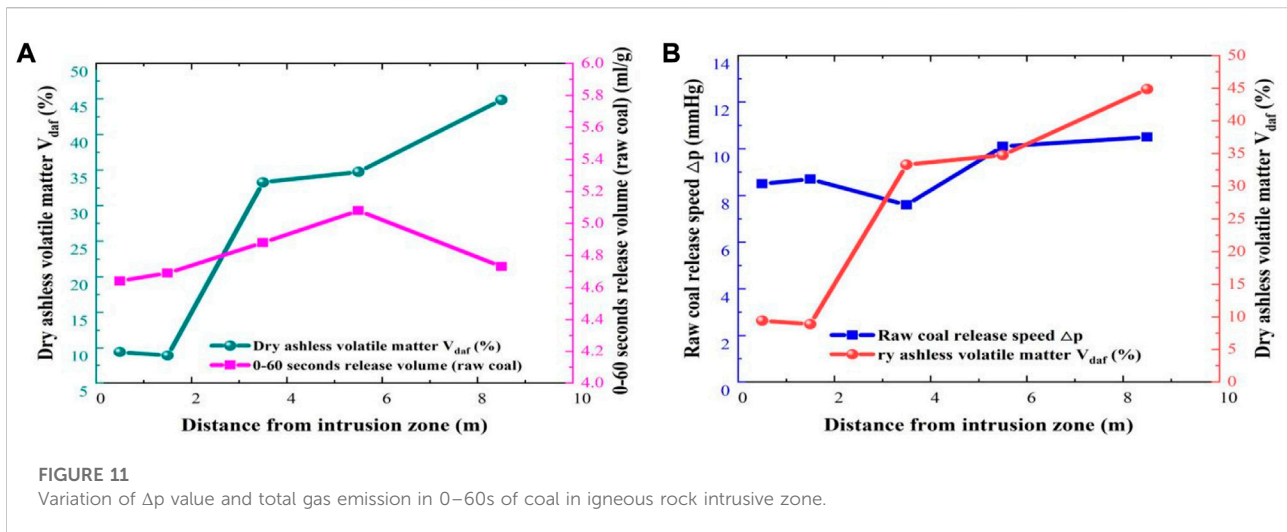 A
Dry ashless volatile matter Vdaf (%)
50
45
40
35
30
25
20
15
10
5
0 2 4 6 8 10
Distance from intrusion zone (m)
Dry ashless volatile matter Vdaf (%)
0-60 seconds release volume (raw coal)
6.0
5.8
5.6
5.4
5.2
5.0
4.8
4.6
4.4
4.2
4.0
0-60 seconds release volume (raw coal) (ml/g)
B
Raw coal release speed △p (mmHg)
14
12
10
8
6
4
2
0
0 2 4 6 8 10
Distance from intrusion zone (m)
Raw coal release speed △p
ry ashless volatile matter Vdaf (%)
50
45
40
35
30
25
20
15
10
5
0
Dry ashless volatile matter Vdaf (%)
FIGURE 11
Variation of Δp value and total gas emission in 0–60s of coal in igneous rock intrusive zone.